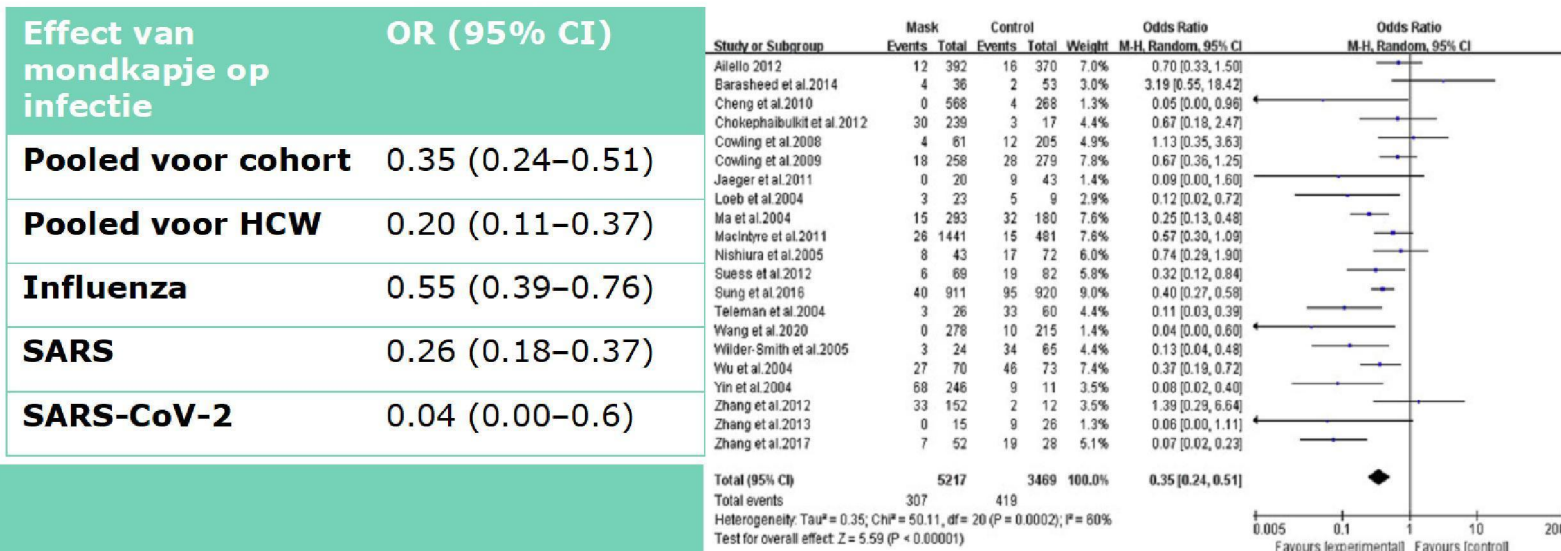 Effect van OR (95% CI)
mondkapje op
infectie
Pooled voor cohort 0.35 (0.24–0.51)
Pooled voor HCW 0.20 (0.11–0.37)
Influenza 0.55 (0.39–0.76)
SARS 0.26 (0.18–0.37)
SARS-CoV-2 0.04 (0.00–0.6)
Mask Control Odds Ratio Odds Ratio
Study or Subgroup Events Total Events Total Weight M-H, Random, 95% CI M-H, Random, 95% CI
Ailello 2012 12 392 16 370 7.0% 0.70 [0.33, 1.50]
Barasheed et al.2014 4 36 2 53 3.0% 3.19 [0.55, 18.42]
Cheng et al.2010 0 568 4 268 1.3% 0.05 [0.00, 0.96]
Chokephaibulkit et al.2012 30 239 3 17 4.4% 0.67 [0.18, 2.47]
Cowling et al.2008 4 61 12 205 5.0% 1.13 [0.35, 3.63]
Cowling et al.2009 18 258 28 279 7.8% 0.67 [0.36, 1.25]
Jaeger et al.2011 0 20 9 43 1.4% 0.09 [0.00, 1.60]
Loeb et al.2004 3 23 5 9 2.9% 0.12 [0.02, 0.72]
Ma et al.2004 15 293 32 180 7.6% 0.25 [0.13, 0.48]
MacIntyre et al.2011 26 1441 15 481 7.6% 0.57 [0.30, 1.09]
Nishiura et al.2005 8 43 17 72 5.8% 0.74 [0.29, 1.90]
Suess et al.2012 6 69 19 82 6.0% 0.32 [0.12, 0.84]
Sung et al.2016 40 911 95 920 9.0% 0.40 [0.27, 0.58]
Teleman et al.2004 3 26 33 60 4.5% 0.11 [0.03, 0.39]
Wang et al.2020 0 278 10 215 1.4% 0.04 [0.00, 0.60]
Wilder-Smith et al.2005 3 24 34 65 4.4% 0.13 [0.04, 0.48]
Wu et al.2004 27 70 46 73 7.4% 0.37 [0.19, 0.72]
Yin et al.2004 68 246 9 11 3.5% 0.08 [0.02, 0.40]
Zhang et al.2012 33 152 2 12 3.5% 1.39 [0.29, 6.64]
Zhang et al.2013 0 15 9 26 1.3% 0.06 [0.00, 1.11]
Zhang et al.2017 7 52 19 28 5.1% 0.07 [0.02, 0.23]
Total (95% CI) 5217 3469 100.0% 0.35 [0.24, 0.51]
Total events 307 419
Heterogeneity: Tau² = 0.35; Chi² = 50.11, df = 20 (P = 0.0002); I² = 60%
Test for overall effect: Z = 5.59 (P < 0.00001)
0.005 0.1 1 10 200
Favours [experimental] Favours [control]